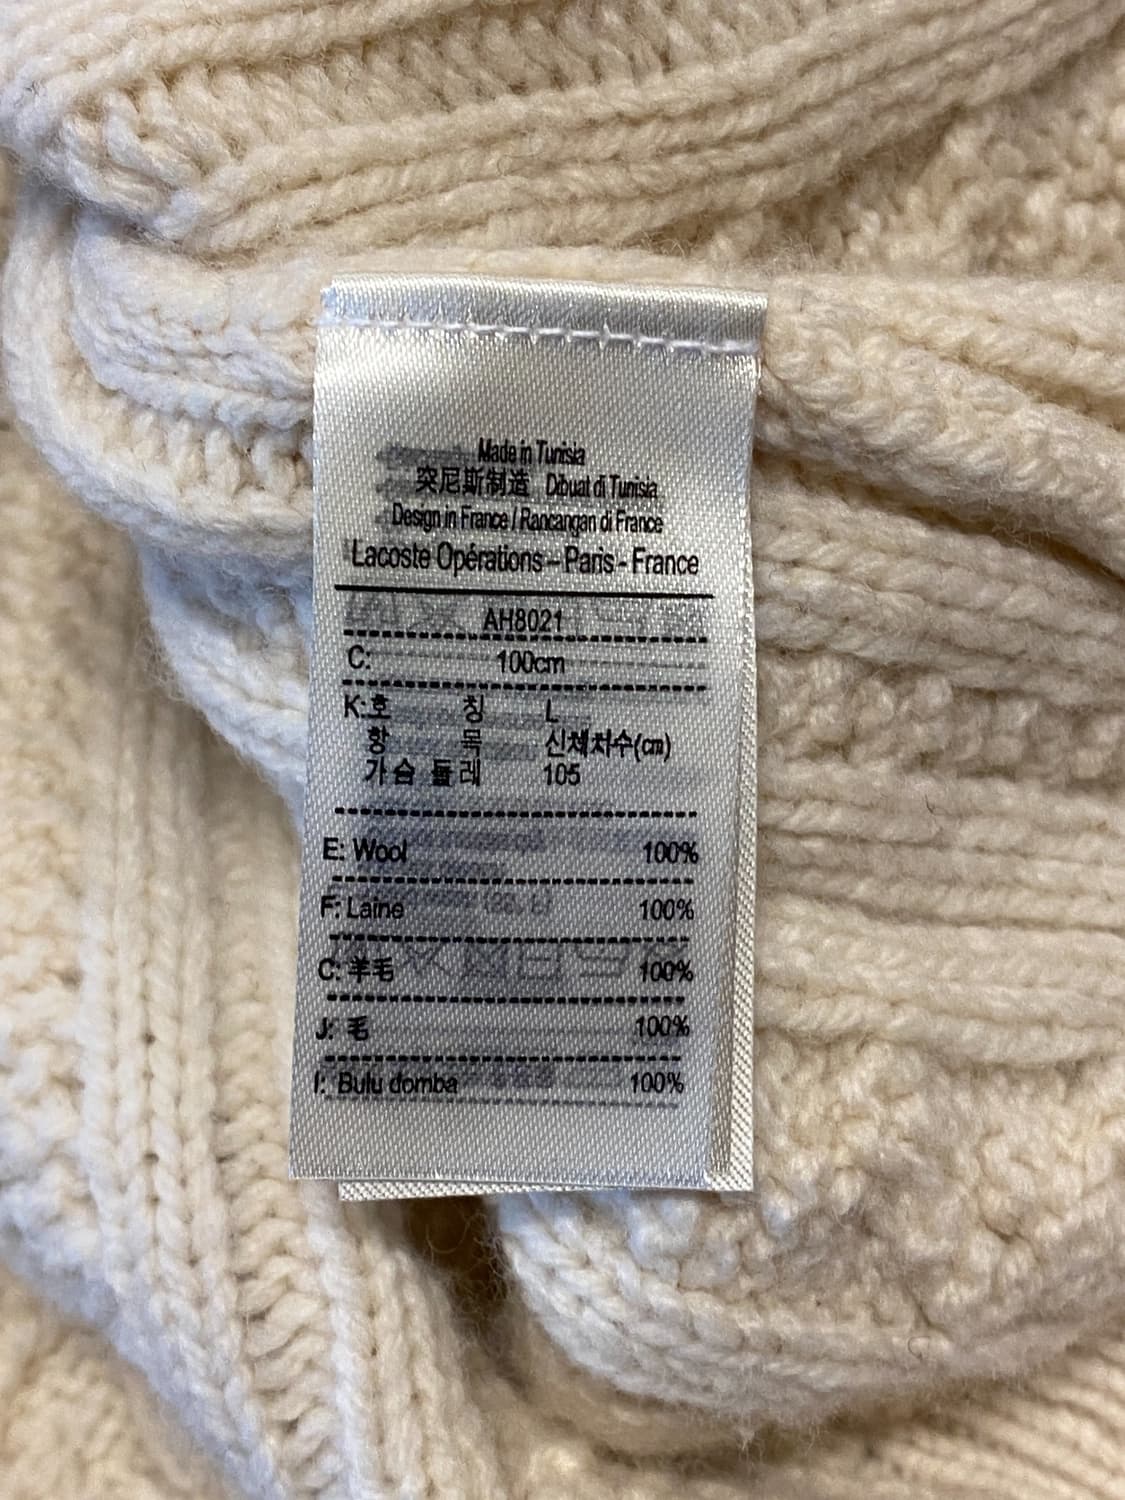 Made in Tunisia
突尼斯制造 Dibuat di Tunisia
Design in France / Rancangan di France
Lacoste Opérations – Paris - France
AH8021
C: 100cm
K: 호 칭 L
항 목 신체치수(cm)
가슴 둘레 105
E: Wool 100%
F: Laine 100%
C: 羊毛 100%
J: 毛 100%
I: Bulu domba 100%